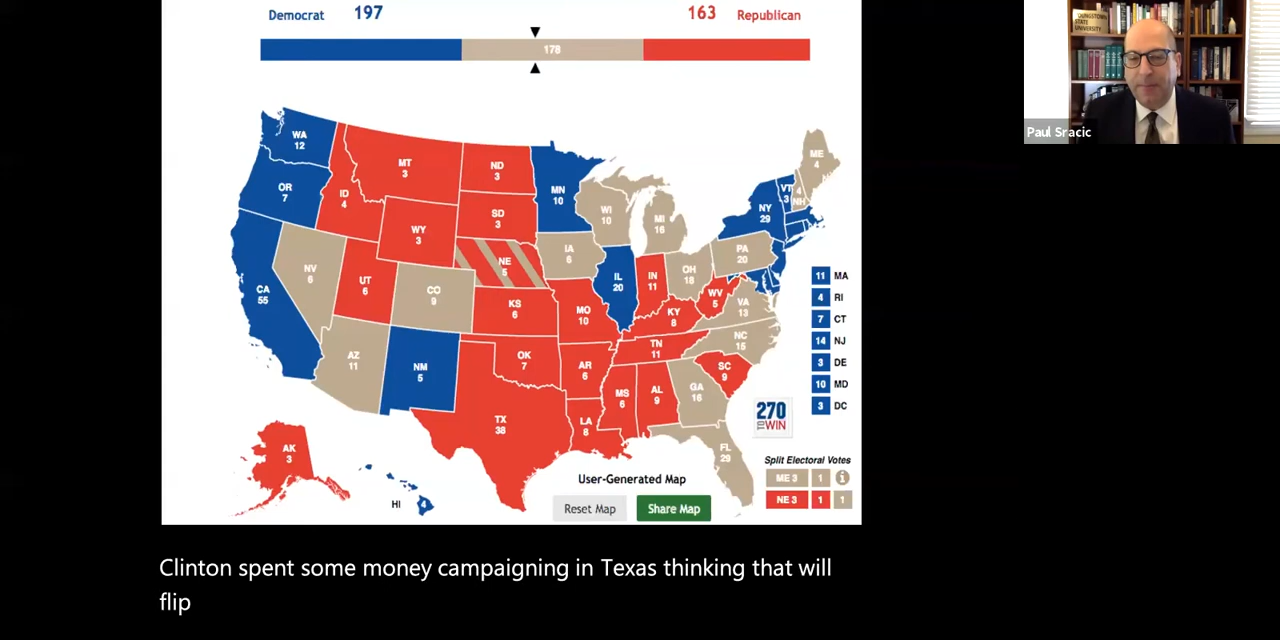 Democrat 197
163 Republican
178
YOUNGSTOWN
STATE
UNIVERSITY
Paul Sracic
WA
12
OR
7
CA
55
NV
6
ID
4
MT
3
WY
3
UT
6
AZ
11
CO
9
NM
5
ND
3
SD
3
NE
5
KS
6
OK
7
TX
38
MN
10
IA
6
MO
10
AR
6
LA
8
WI
10
IL
20
MI
16
IN
11
OH
18
KY
8
TN
11
MS
6
AL
9
GA
16
FL
29
SC
9
NC
15
VA
13
WV
5
PA
20
NY
29
VT
3
4
NH
ME
4
AK
3
HI 4
11 MA
4 RI
7 CT
14 NJ
3 DE
10 MD
3 DC
270
TO WIN
Split Electoral Votes
ME 3 1 i
NE 3 1 1
User-Generated Map
Reset Map Share Map
Clinton spent some money campaigning in Texas thinking that will
flip